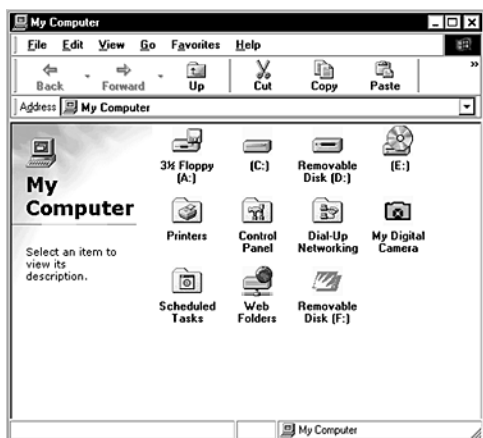 My Computer
File Edit View Go Favorites Help
Back Forward Up Cut Copy Paste »
Address My Computer
My
Computer
Select an item to
view its
description.
3½ Floppy
(A:)
(C:)
Removable
Disk (D:)
(E:)
Printers
Control
Panel
Dial-Up
Networking
My Digital
Camera
Scheduled
Tasks
Web
Folders
Removable
Disk (F:)
My Computer